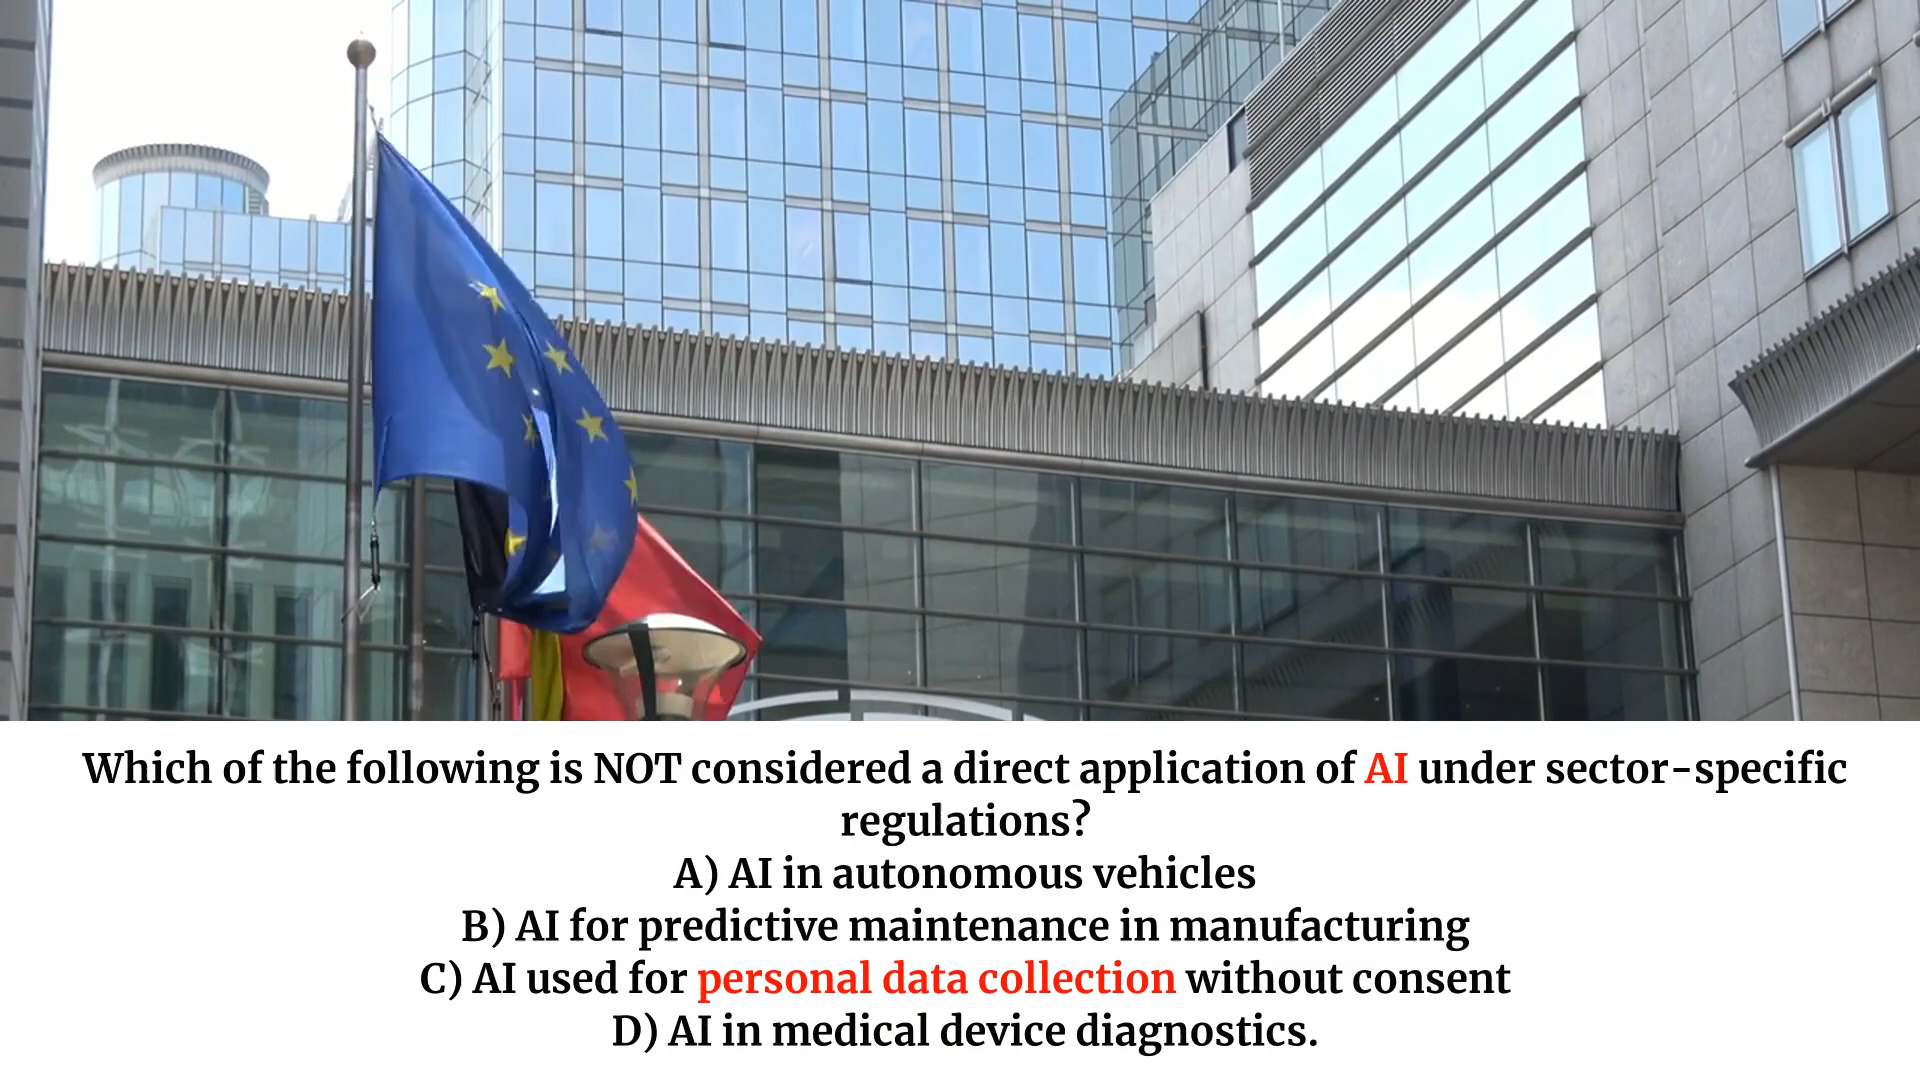 Which of the following is NOT considered a direct application of AI under sector-specific
regulations?
A) AI in autonomous vehicles
B) AI for predictive maintenance in manufacturing
C) AI used for personal data collection without consent
D) AI in medical device diagnostics.